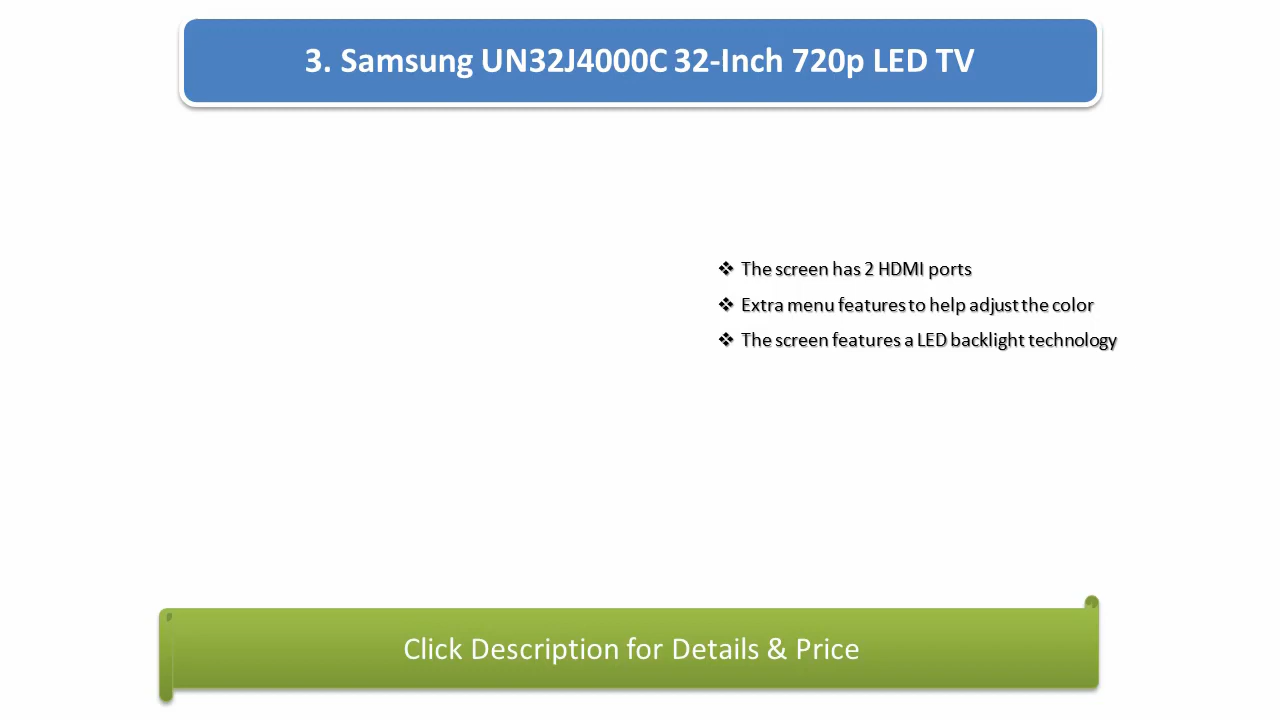 3. Samsung UN32J4000C 32-Inch 720p LED TV
❖ The screen has 2 HDMI ports
❖ Extra menu features to help adjust the color
❖ The screen features a LED backlight technology
Click Description for Details & Price